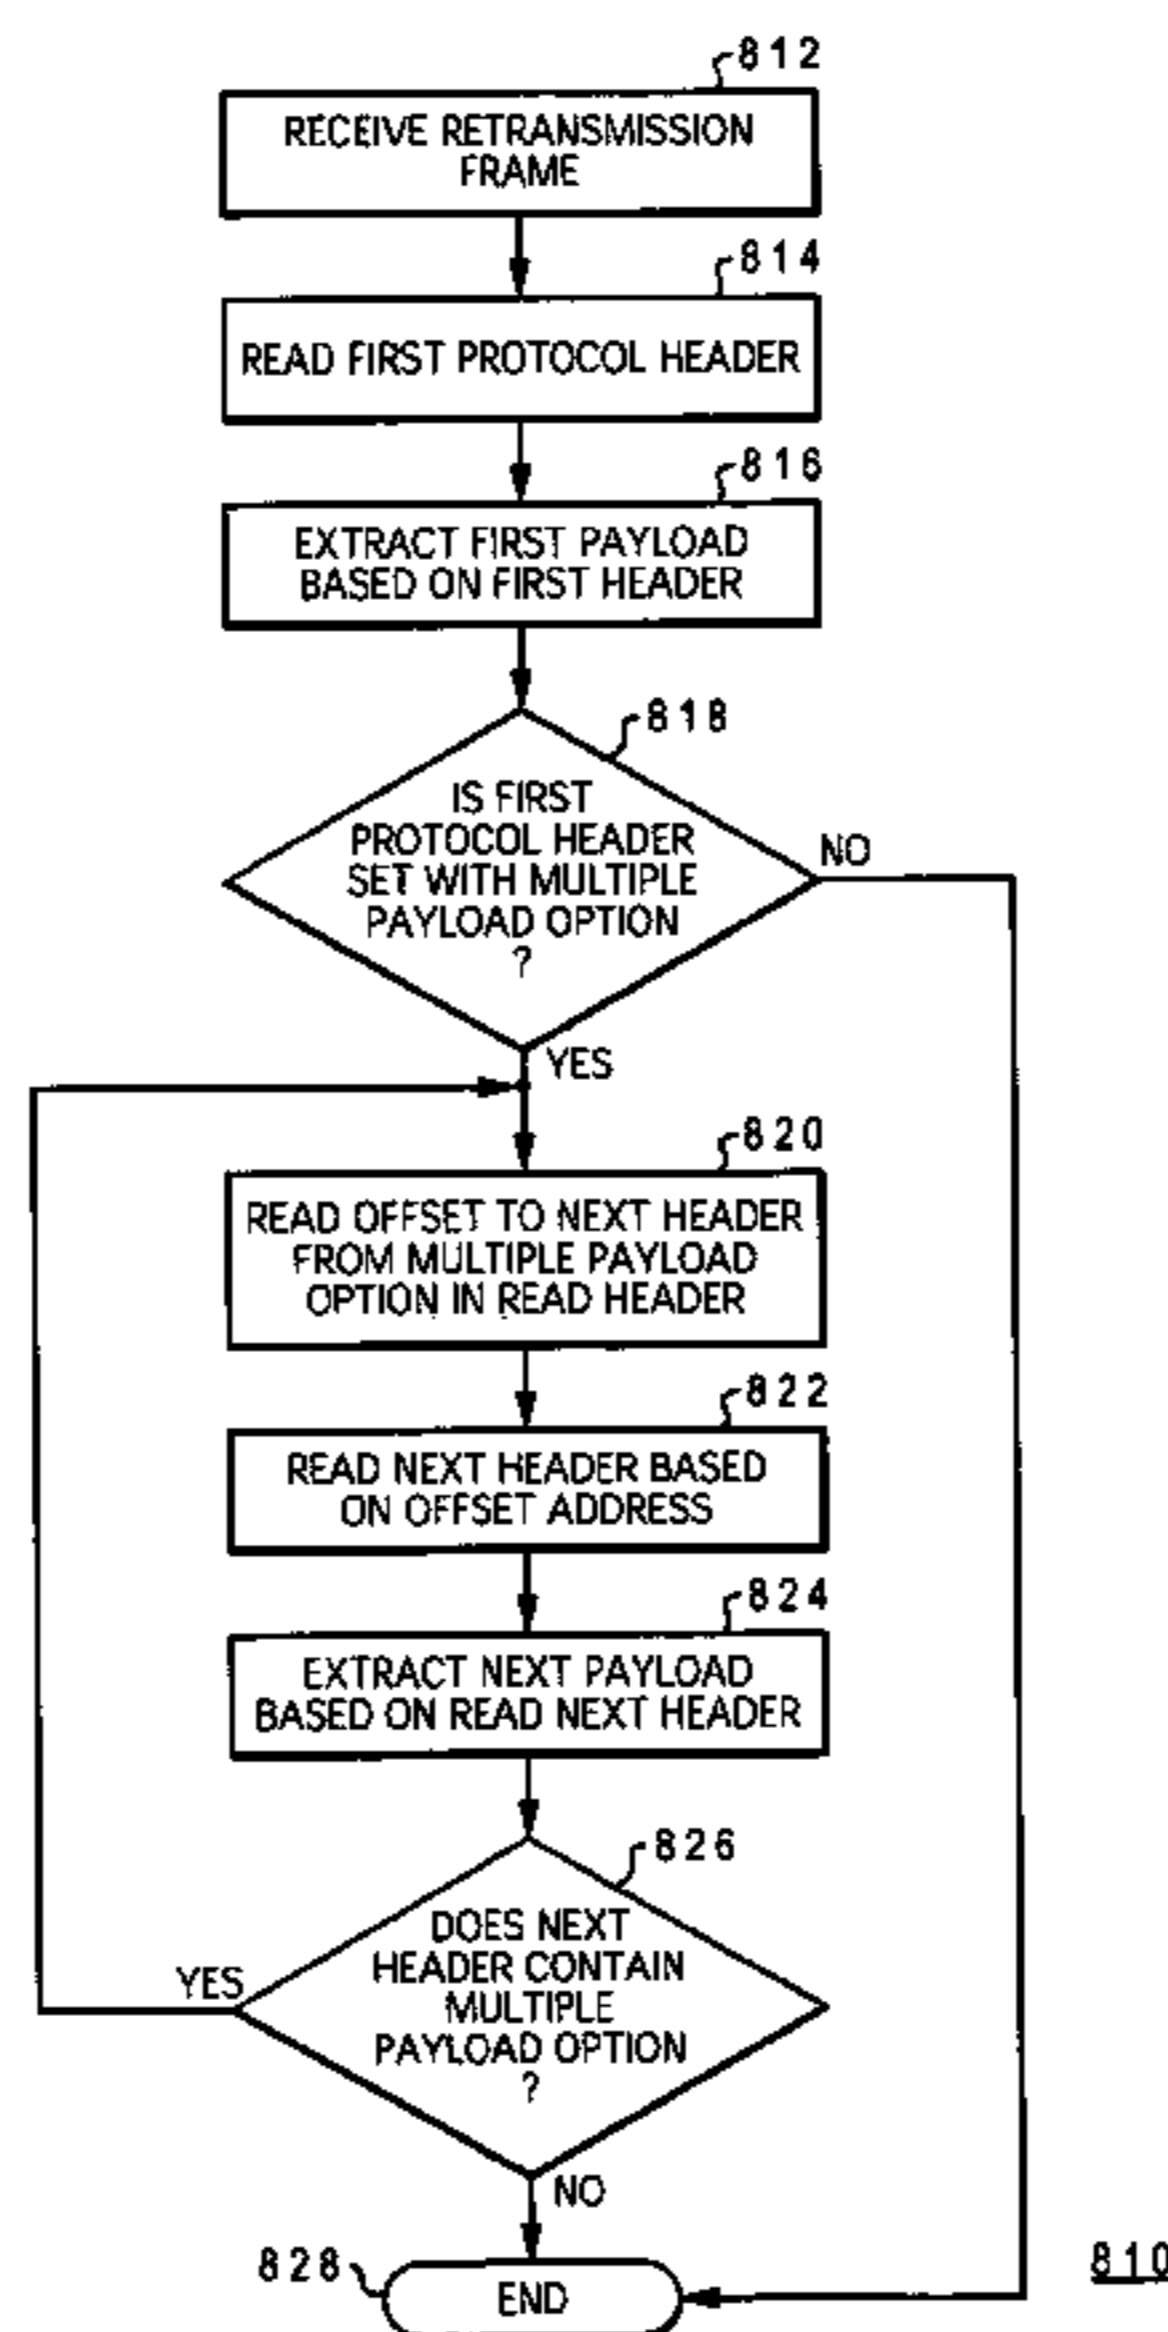 812
RECEIVE RETRANSMISSION
FRAME
814
READ FIRST PROTOCOL HEADER
816
EXTRACT FIRST PAYLOAD
BASED ON FIRST HEADER
818
IS FIRST
PROTOCOL HEADER
SET WITH MULTIPLE
PAYLOAD OPTION
?
NO
YES
820
READ OFFSET TO NEXT HEADER
FROM MULTIPLE PAYLOAD
OPTION IN READ HEADER
822
READ NEXT HEADER BASED
ON OFFSET ADDRESS
824
EXTRACT NEXT PAYLOAD
BASED ON READ NEXT HEADER
826
DOES NEXT
HEADER CONTAIN
MULTIPLE
PAYLOAD OPTION
?
YES
NO
828
END
810